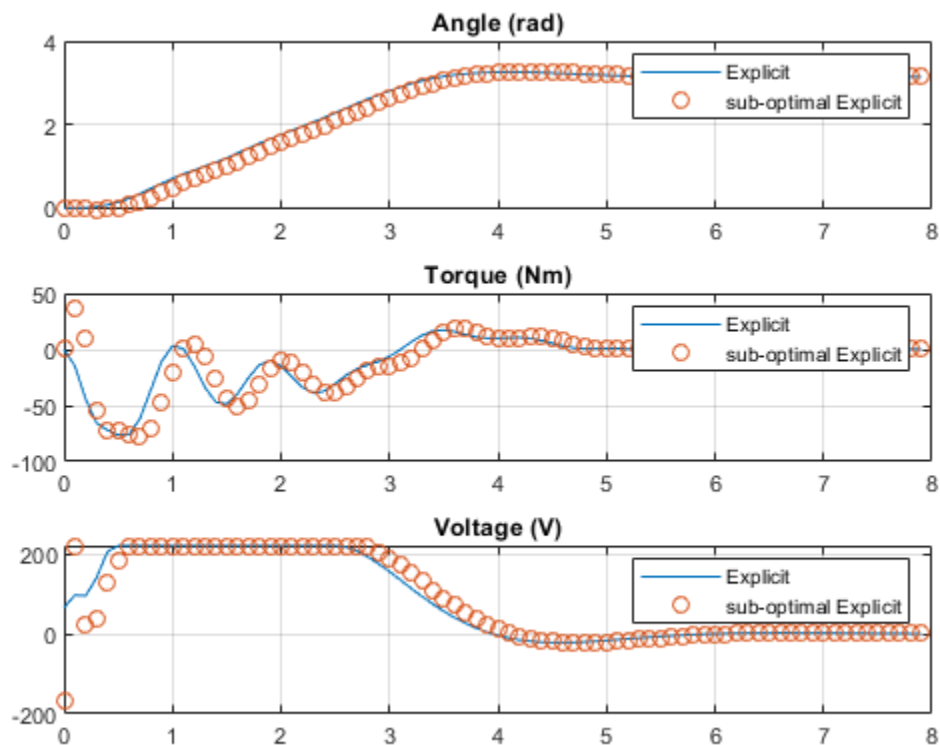 Angle (rad)
4
2
0
Explicit
sub-optimal Explicit
0 1 2 3 4 5 6 7 8
Torque (Nm)
50
0
-50
-100
Explicit
sub-optimal Explicit
0 1 2 3 4 5 6 7 8
Voltage (V)
200
0
-200
Explicit
sub-optimal Explicit
0 1 2 3 4 5 6 7 8